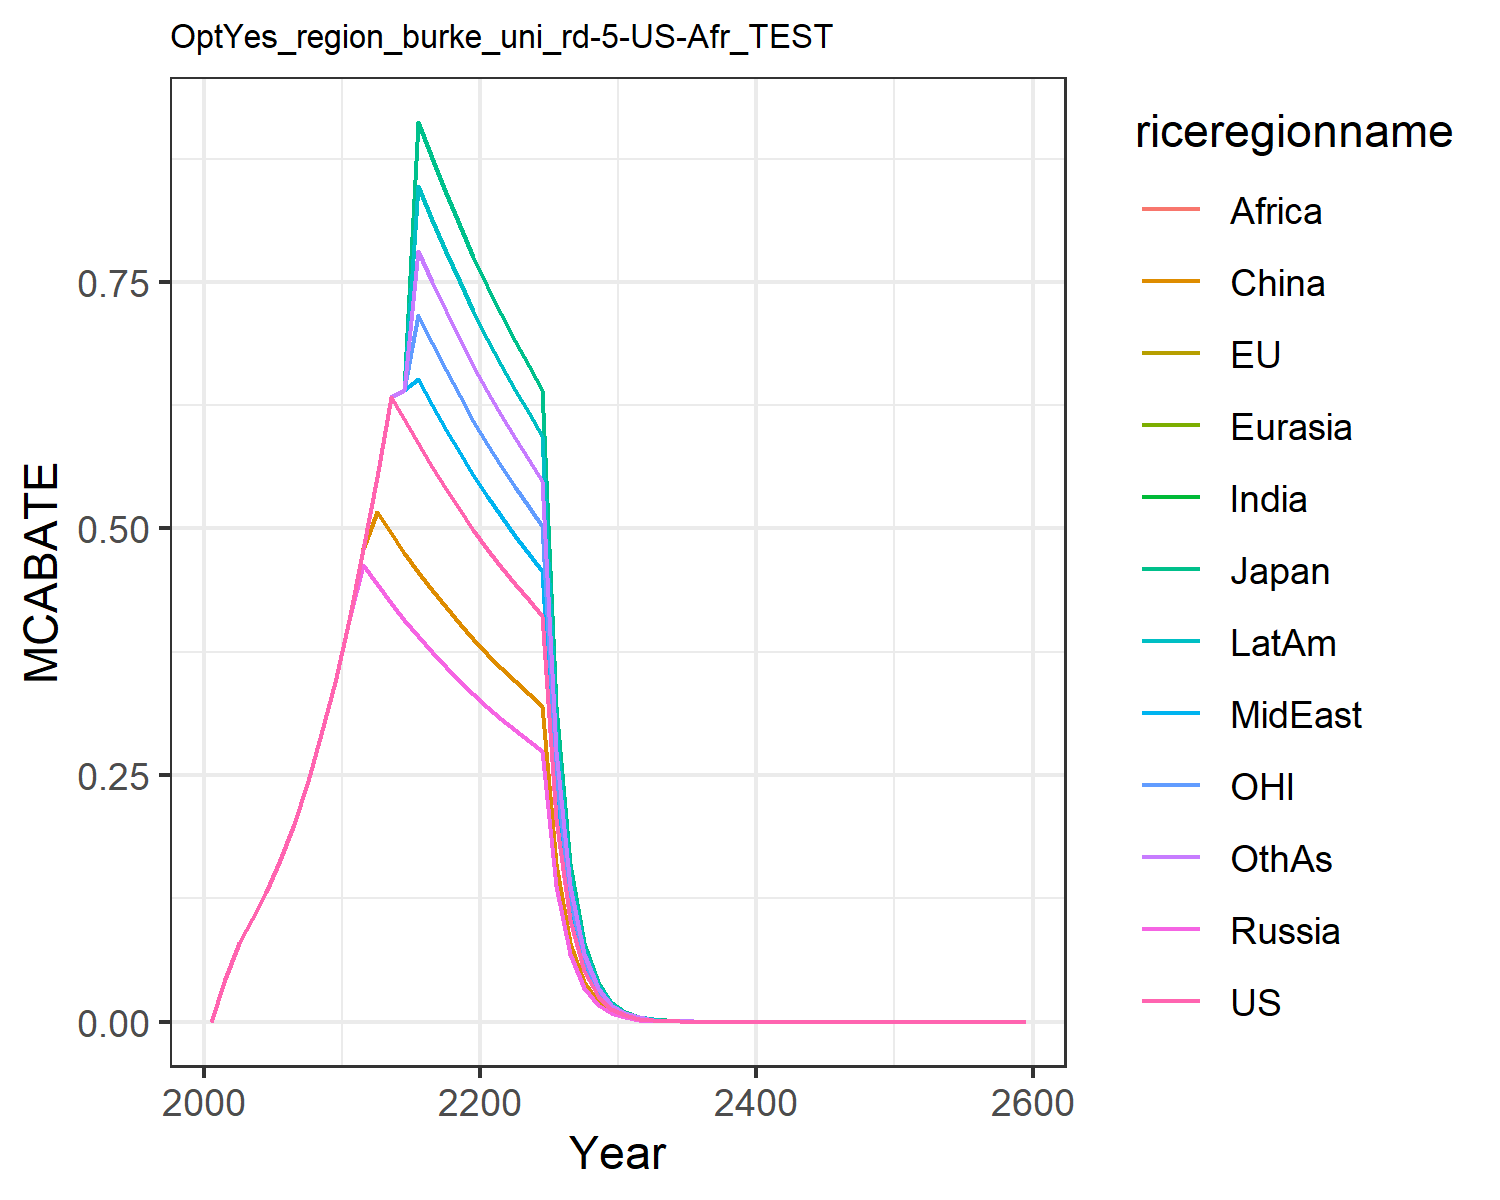 OptYes_region_burke_uni_rd-5-US-Afr_TEST
MCABATE
0.75
0.50
0.25
0.00
2000 2200 2400 2600
Year
riceregionname
Africa
China
EU
Eurasia
India
Japan
LatAm
MidEast
OHI
OthAs
Russia
US